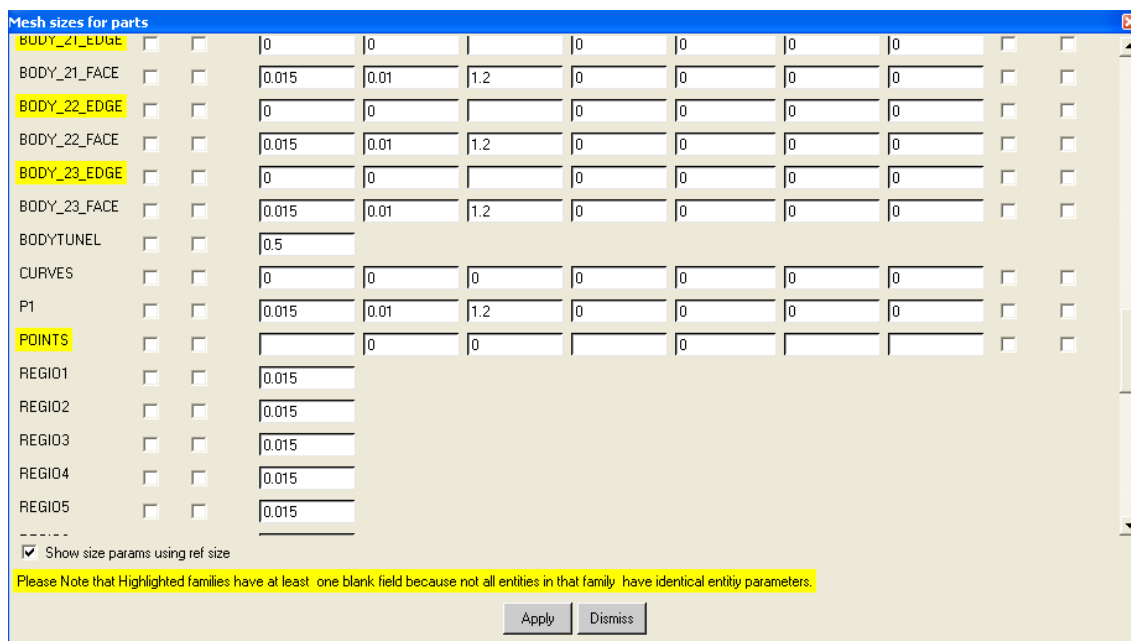 Mesh sizes for parts
BODY_21_EDGE 0 0 0 0 0 0
BODY_21_FACE 0.015 0.01 1.2 0 0 0 0
BODY_22_EDGE 0 0 0 0 0 0
BODY_22_FACE 0.015 0.01 1.2 0 0 0 0
BODY_23_EDGE 0 0 0 0 0 0
BODY_23_FACE 0.015 0.01 1.2 0 0 0 0
BODYTUNEL 0.5
CURVES 0 0 0 0 0 0 0
P1 0.015 0.01 1.2 0 0 0 0
POINTS 0 0 0
REGIO1 0.015
REGIO2 0.015
REGIO3 0.015
REGIO4 0.015
REGIO5 0.015
Show size params using ref size
Please Note that Highlighted families have at least one blank field because not all entities in that family have identical entitiy parameters.
Apply Dismiss